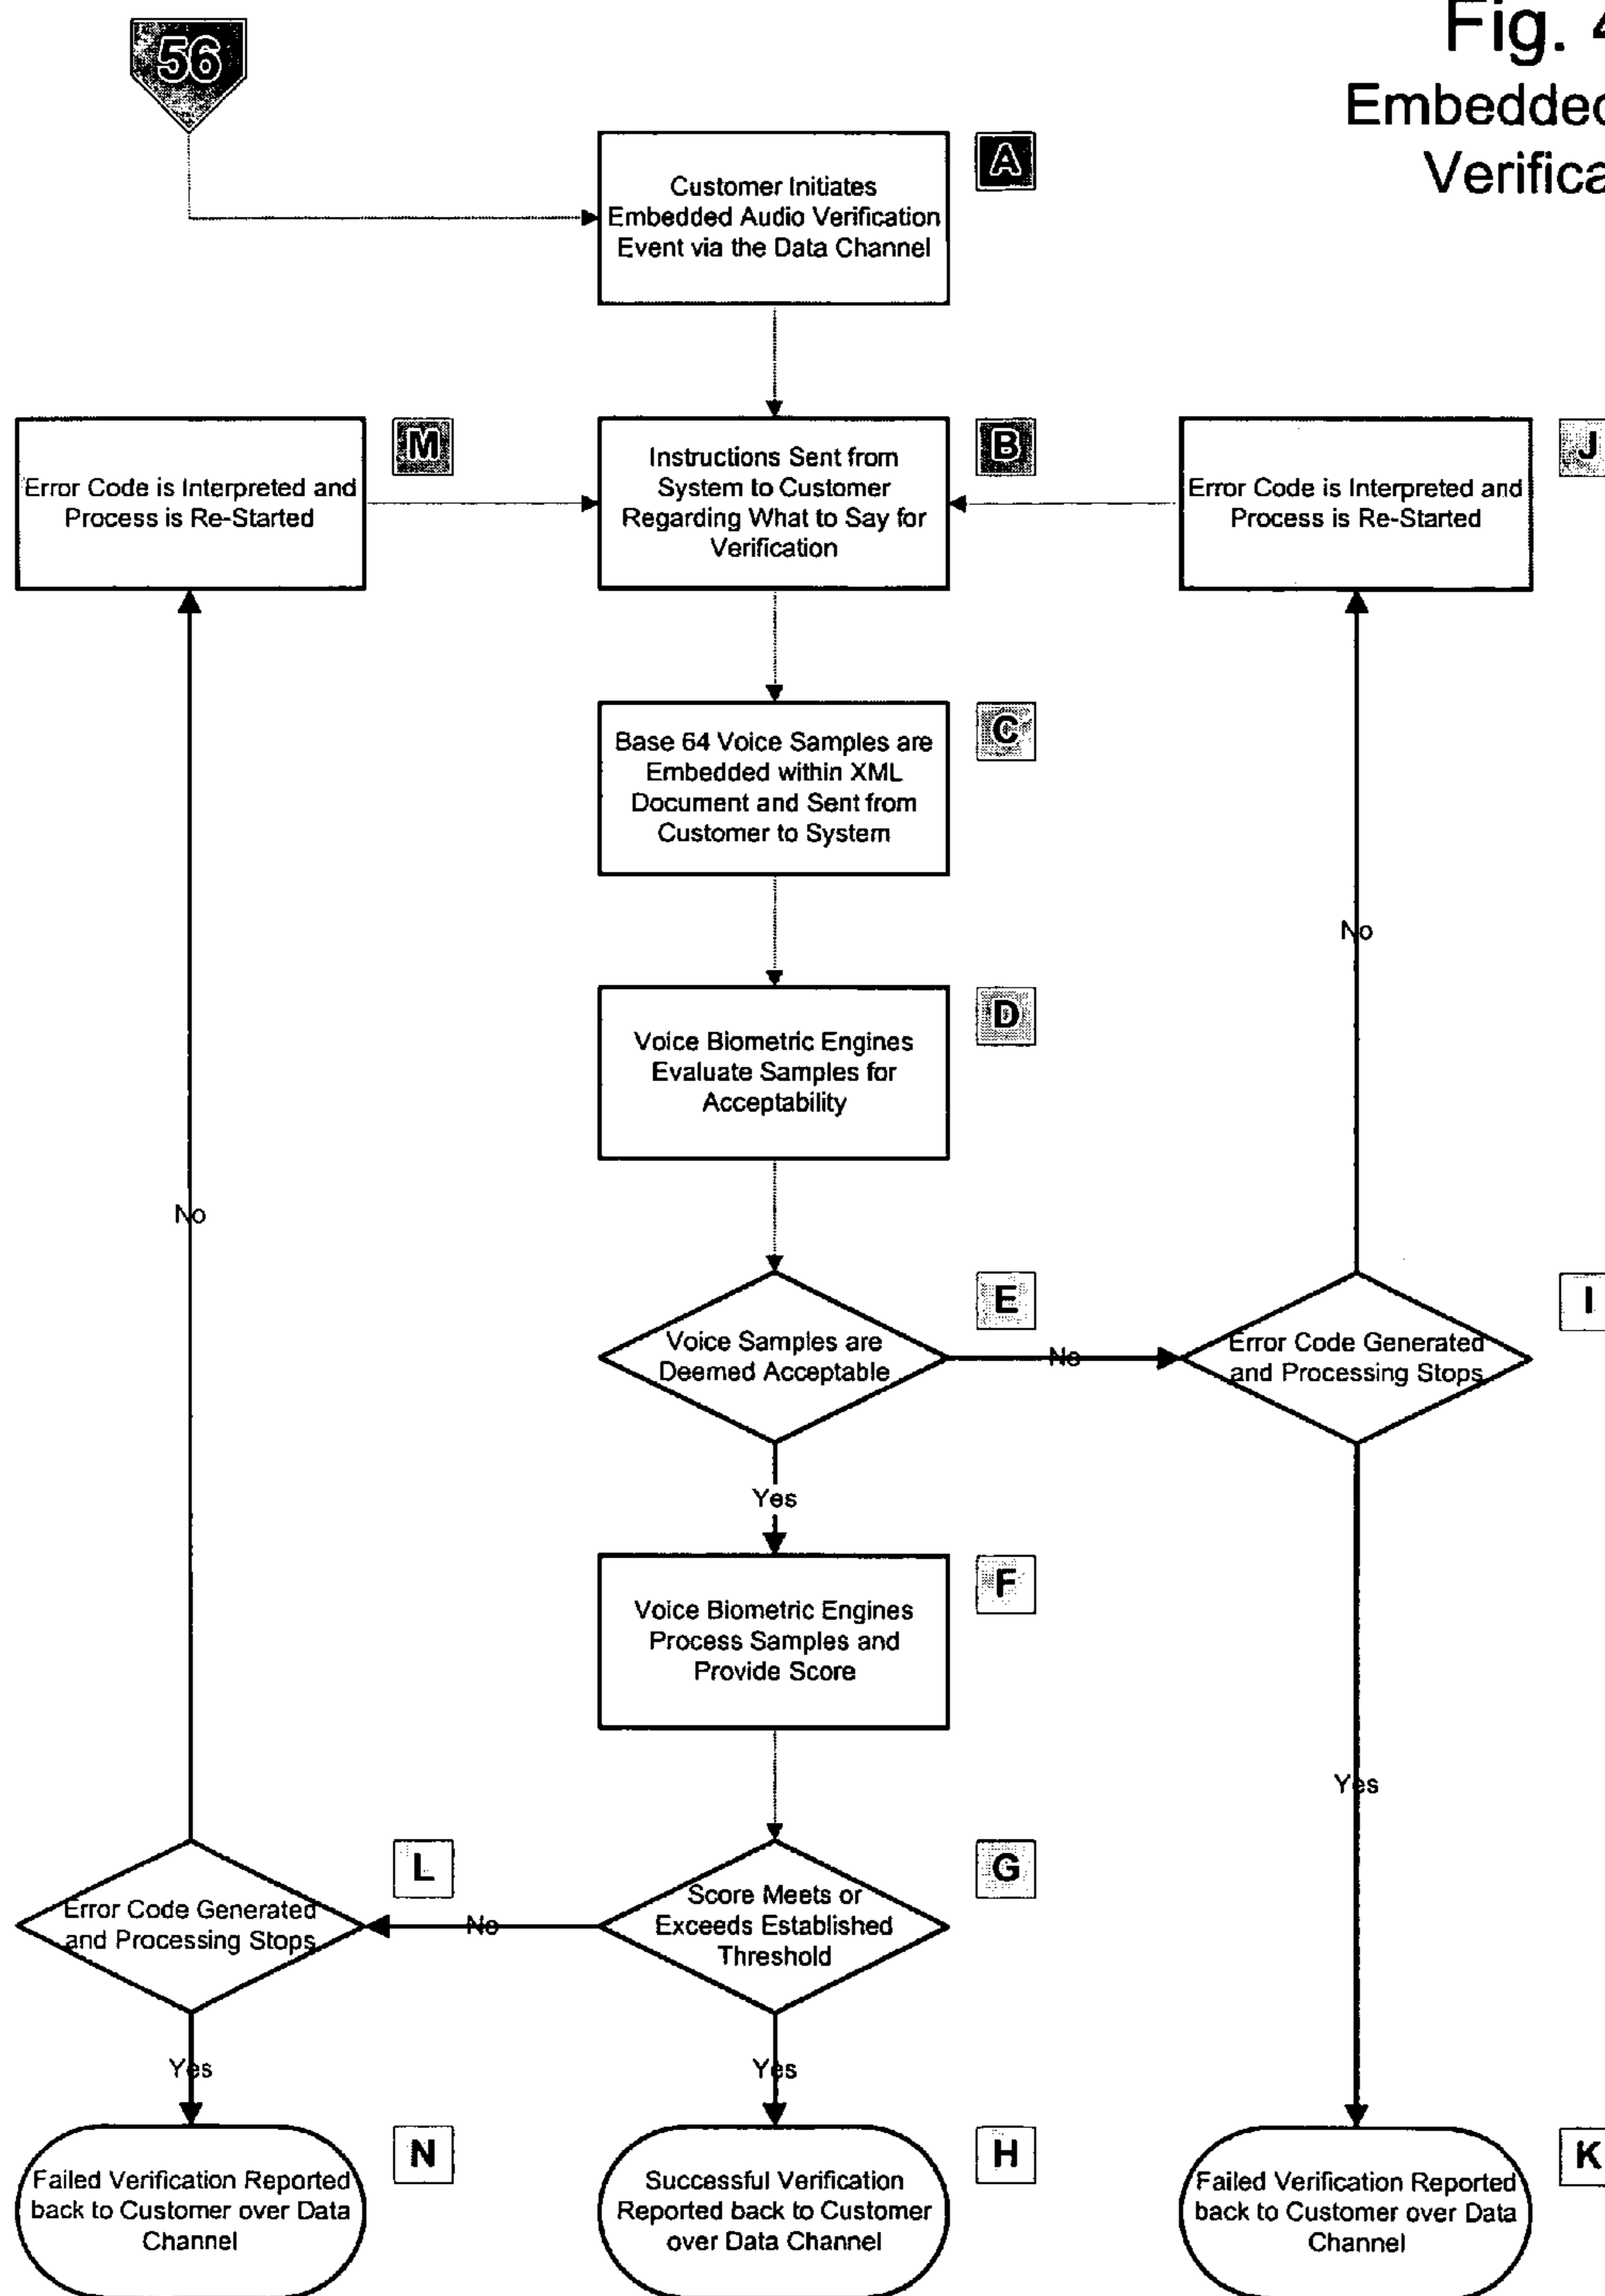 Fig. 4
Embedded
Verifica
56
Customer Initiates
Embedded Audio Verification
Event via the Data Channel
A
Error Code is Interpreted and
Process is Re-Started
M
Instructions Sent from
System to Customer
Regarding What to Say for
Verification
B
Error Code is Interpreted and
Process is Re-Started
J
Base 64 Voice Samples are
Embedded within XML
Document and Sent from
Customer to System
C
No
Voice Biometric Engines
Evaluate Samples for
Acceptability
D
No
Voice Samples are
Deemed Acceptable
E
No
Error Code Generated
and Processing Stops
I
Yes
Voice Biometric Engines
Process Samples and
Provide Score
F
Yes
Error Code Generated
and Processing Stops
L
No
Score Meets or
Exceeds Established
Threshold
G
Yes
Yes
Failed Verification Reported
back to Customer over Data
Channel
N
Successful Verification
Reported back to Customer
over Data Channel
H
Failed Verification Reported
back to Customer over Data
Channel
K